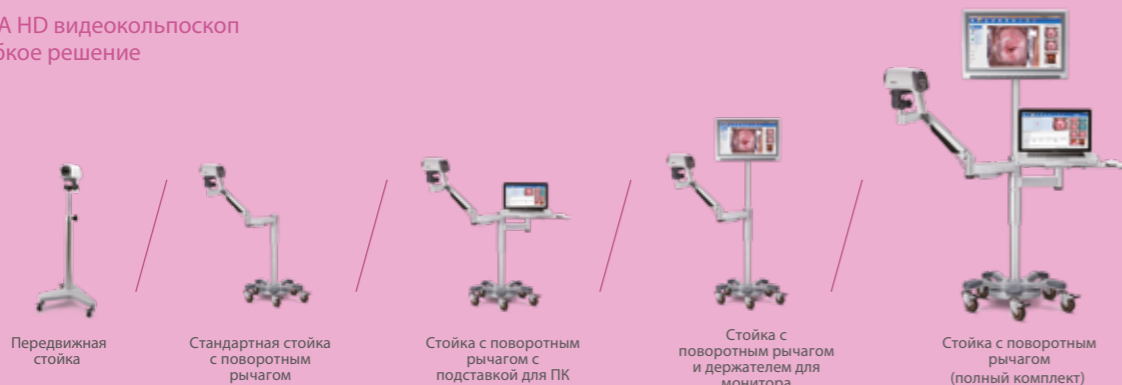 A HD видеокольпоскоп
бкое решение
Передвижная
стойка
Стандартная стойка
с поворотным
рычагом
Стойка с поворотным
рычагом с
подставкой для ПК
Стойка с
поворотным рычагом
и держателем для
монитора
Стойка с поворотным
рычагом
(полный комплект)